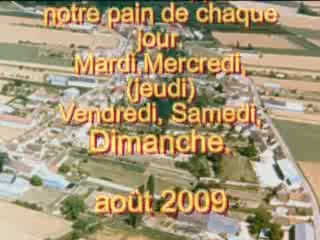 notre pain de chaque
jour
Mardi,Mercredi,
(jeudi)
Vendredi, Samedi,
Dimanche.
août 2009